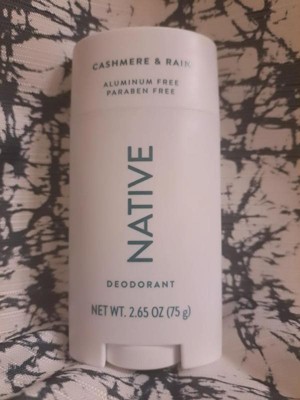 CASHMERE & RAIN
ALUMINUM FREE
PARABEN FREE
NATIVE
DEODORANT
NET WT. 2.65 OZ (75 g)